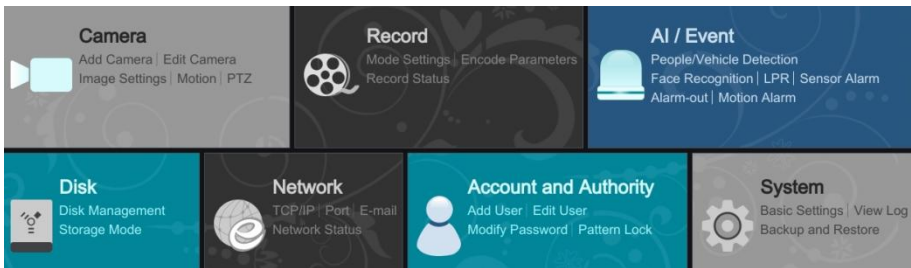 Camera
Add Camera | Edit Camera
Image Settings | Motion | PTZ
Record
Mode Settings | Encode Parameters
Record Status
AI / Event
People/Vehicle Detection
Face Recognition | LPR | Sensor Alarm
Alarm-out | Motion Alarm
Disk
Disk Management
Storage Mode
Network
TCP/IP | Port | E-mail
Network Status
Account and Authority
Add User | Edit User
Modify Password | Pattern Lock
System
Basic Settings | View Log
Backup and Restore